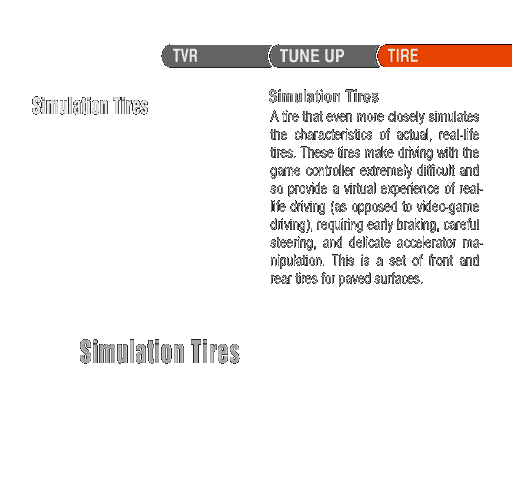 TVR
TUNE UP
TIRE
Simulation Tires
Simulation Tires
A tire that even more closely simulates
the characteristics of actual, real-life
tires. These tires make driving with the
game controller extremely difficult and
so provide a virtual experience of real-
life driving (as opposed to video-game
driving), requiring early braking, careful
steering, and delicate accelerator ma-
nipulation. This is a set of front and
rear tires for paved surfaces.
Simulation Tires